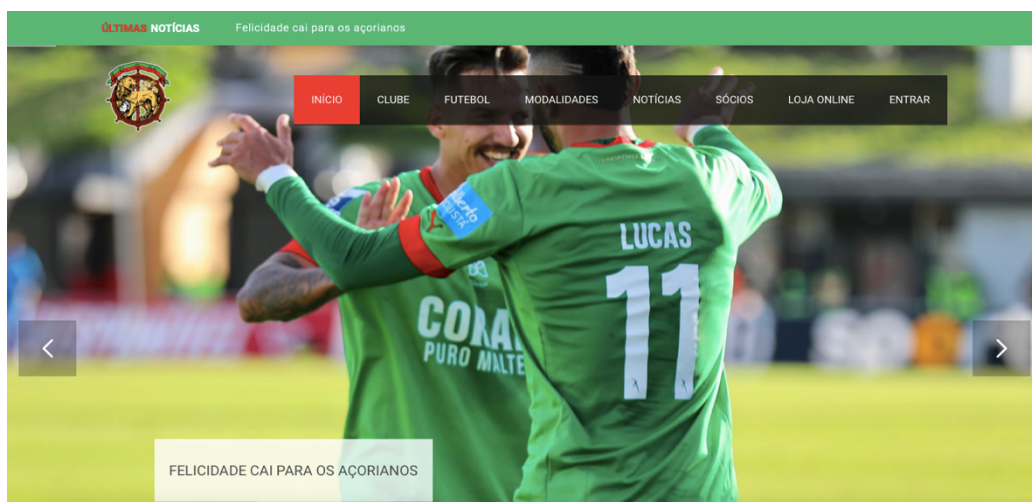 ÚLTIMAS NOTÍCIAS Felicidade cai para os açorianos
INÍCIO CLUBE FUTEBOL MODALIDADES NOTÍCIAS SÓCIOS LOJA ONLINE ENTRAR
LUCAS
11
CORA
PURO MALTE
FELICIDADE CAI PARA OS AÇORIANOS